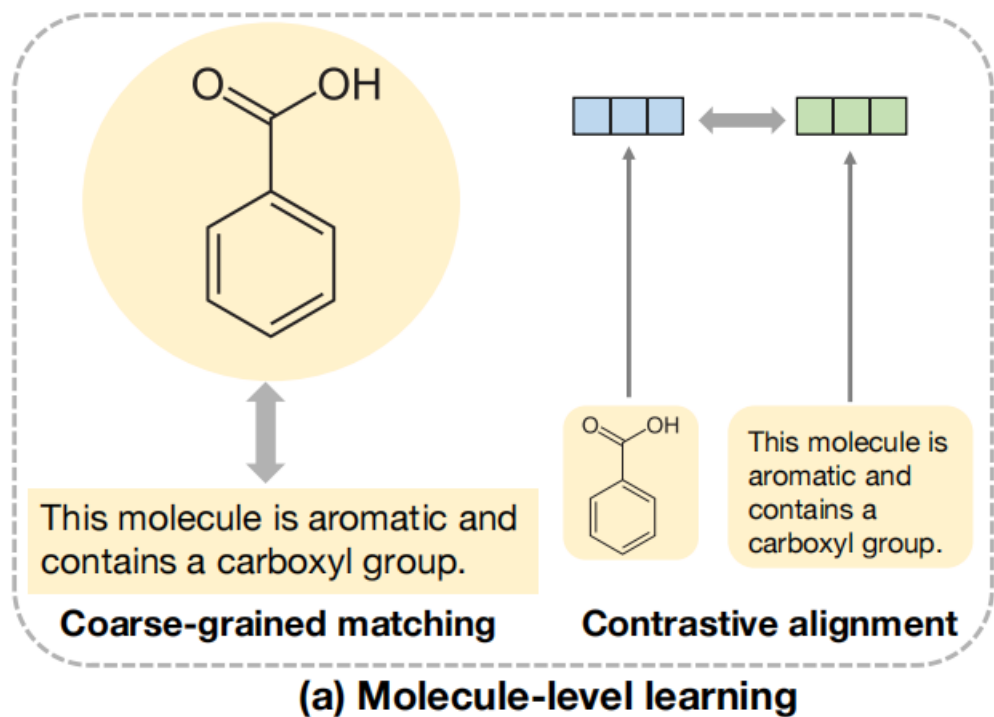 O OH
This molecule is aromatic and
contains a carboxyl group.
Coarse-grained matching
O OH
This molecule is
aromatic and
contains a
carboxyl group.
Contrastive alignment
(a) Molecule-level learning